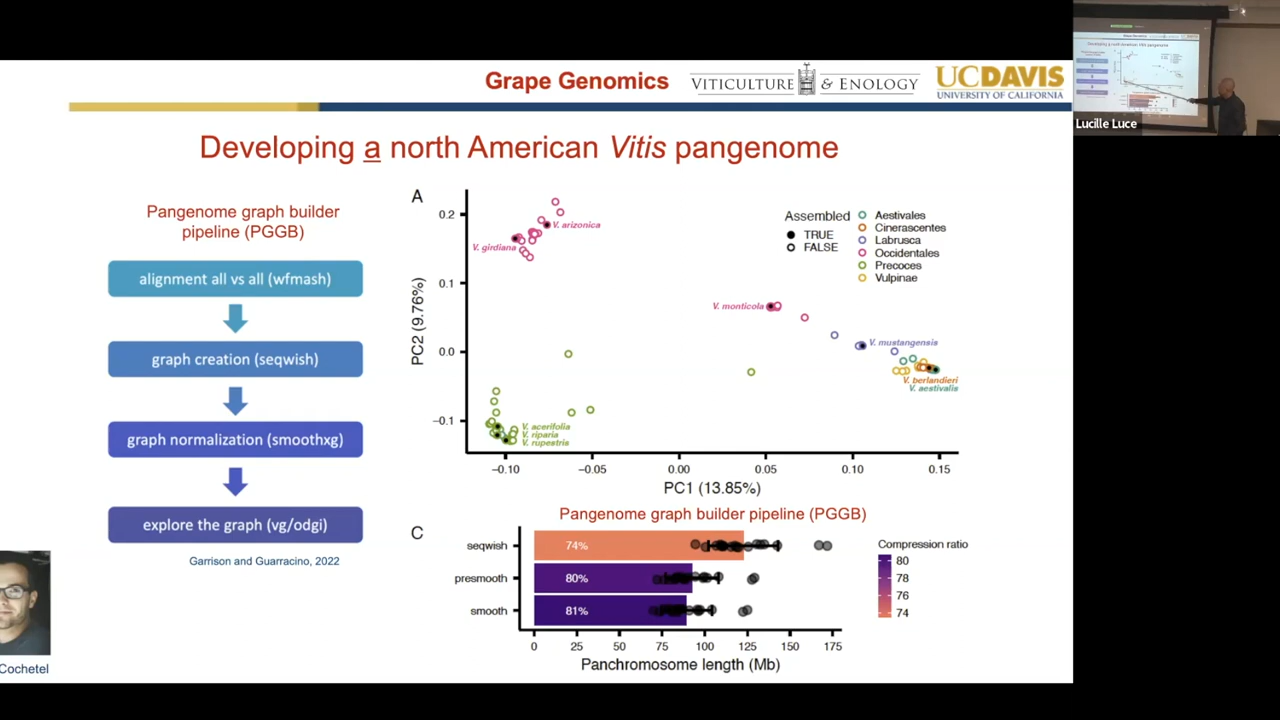 Grape Genomics
VITICULTURE & ENOLOGY
UCDAVIS
UNIVERSITY OF CALIFORNIA
Lucille Luce
Developing a north American Vitis pangenome
Pangenome graph builder
pipeline (PGGB)
alignment all vs all (wfmash)
graph creation (seqwish)
graph normalization (smoothxg)
explore the graph (vg/odgi)
Garrison and Guarracino, 2022
Cochetel
A
0.2
0.1
0.0
−0.1
PC2 (9.76%)
−0.10
−0.05
0.00
0.05
0.10
0.15
PC1 (13.85%)
V. arizonica
V. girdiana
V. monticola
V. mustangensis
V. berlandieri
V. aestivalis
V. acerifolia
V. riparia
V. rupestris
Assembled
TRUE
FALSE
Aestivales
Cinerascentes
Labrusca
Occidentales
Precoces
Vulpinae
Pangenome graph builder pipeline (PGGB)
C
seqwish
74%
presmooth
80%
smooth
81%
0
25
50
75
100
125
150
175
Panchromosome length (Mb)
Compression ratio
80
78
76
74